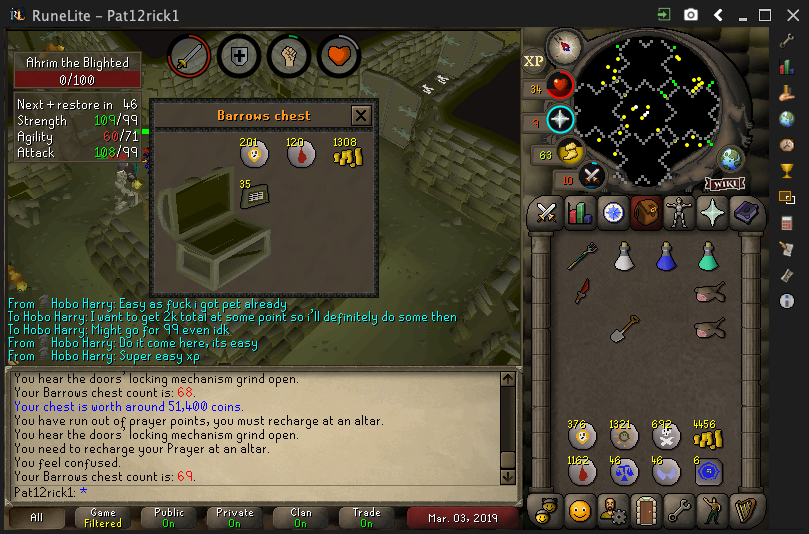 RuneLite - Pat12rick1
Ahrim the Blighted
0/100
Next + restore in 46
Strength 109/99
Agility 60/71
Attack 108/99
Barrows chest
201 120 1308
35
XP
34
63
10
WIKI
From Hobo Harry: Easy as fuck i got pet already
To Hobo Harry: I want to get 2k total at some point so i'll definitely do some then
To Hobo Harry: Might go for 99 even idk
From Hobo Harry: Do it come here, its easy
From Hobo Harry: Super easy xp
You hear the doors' locking mechanism grind open.
Your Barrows chest count is: 68.
Your chest is worth around 51,400 coins.
You have run out of prayer points, you must recharge at an altar.
You hear the doors' locking mechanism grind open.
You need to recharge your Prayer at an altar.
You feel confused.
Your Barrows chest count is: 69.
Pat12rick1: *
376 1321 692 4456
1162 46 46 6
All
Game Filtered
Public On
Private On
Clan On
Trade On
Mar. 03, 2019